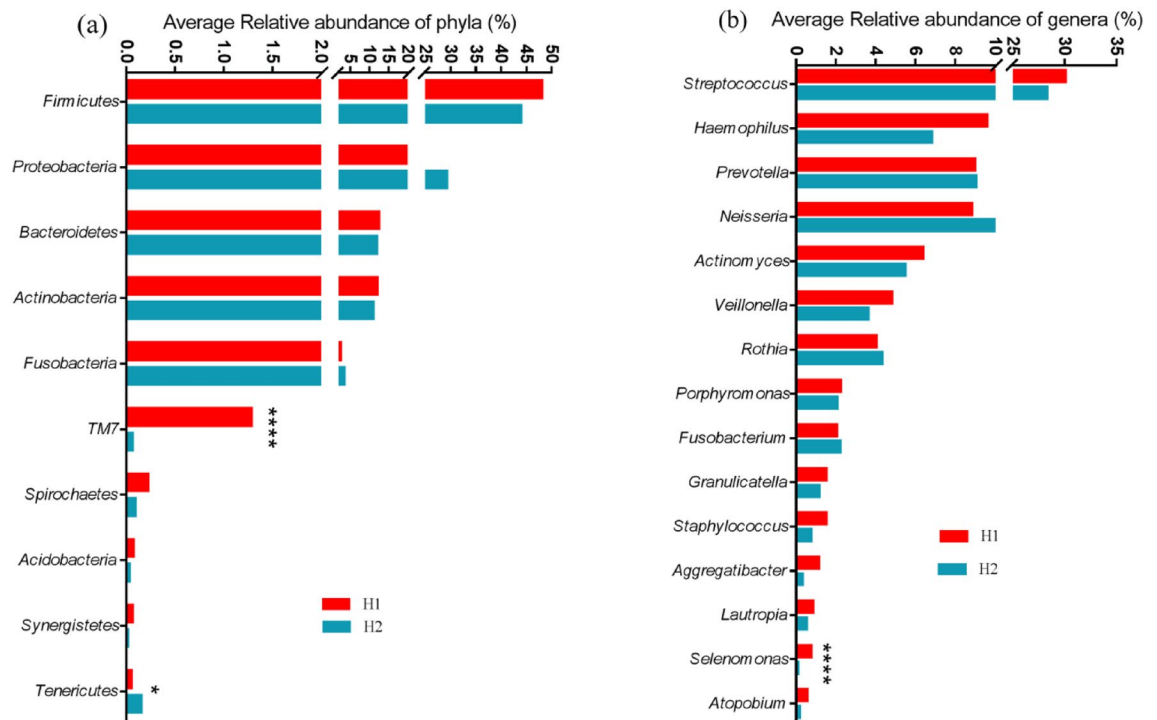 (a)
Average Relative abundance of phyla (%)
0.0 0.5 1.0 1.5 2.0 5 10 15 20 25 30 35 40 45 50
Firmicutes
Proteobacteria
Bacteroidetes
Actinobacteria
Fusobacteria
TM7
****
Spirochaetes
Acidobacteria
Synergistetes
Tenericutes
*
H1
H2
(b)
Average Relative abundance of genera (%)
0 2 4 6 8 10 25 30 35
Streptococcus
Haemophilus
Prevotella
Neisseria
Actinomyces
Veillonella
Rothia
Porphyromonas
Fusobacterium
Granulicatella
Staphylococcus
Aggregatibacter
Lautropia
Selenomonas
****
Atopobium
H1
H2